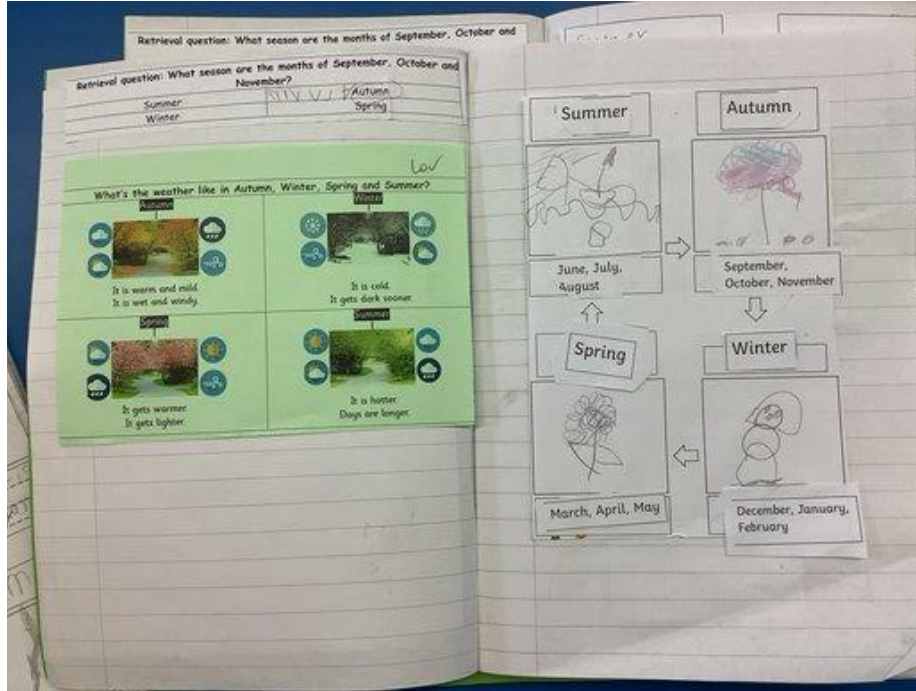 Retrieval question: What season are the months of September, October and
Retrieval question: What season are the months of September, October and
November?
Summer
Autumn
Winter
Spring
What's the weather like in Autumn, Winter, Spring and Summer?
Autumn
It is warm and mild.
It is wet and windy.
Winter
It is cold.
It gets dark sooner.
Spring
It gets warmer.
It gets lighter.
Summer
It is hotter.
Days are longer.
Summer
June, July,
August
Autumn
September,
October, November
Spring
March, April, May
Winter
December, January,
February